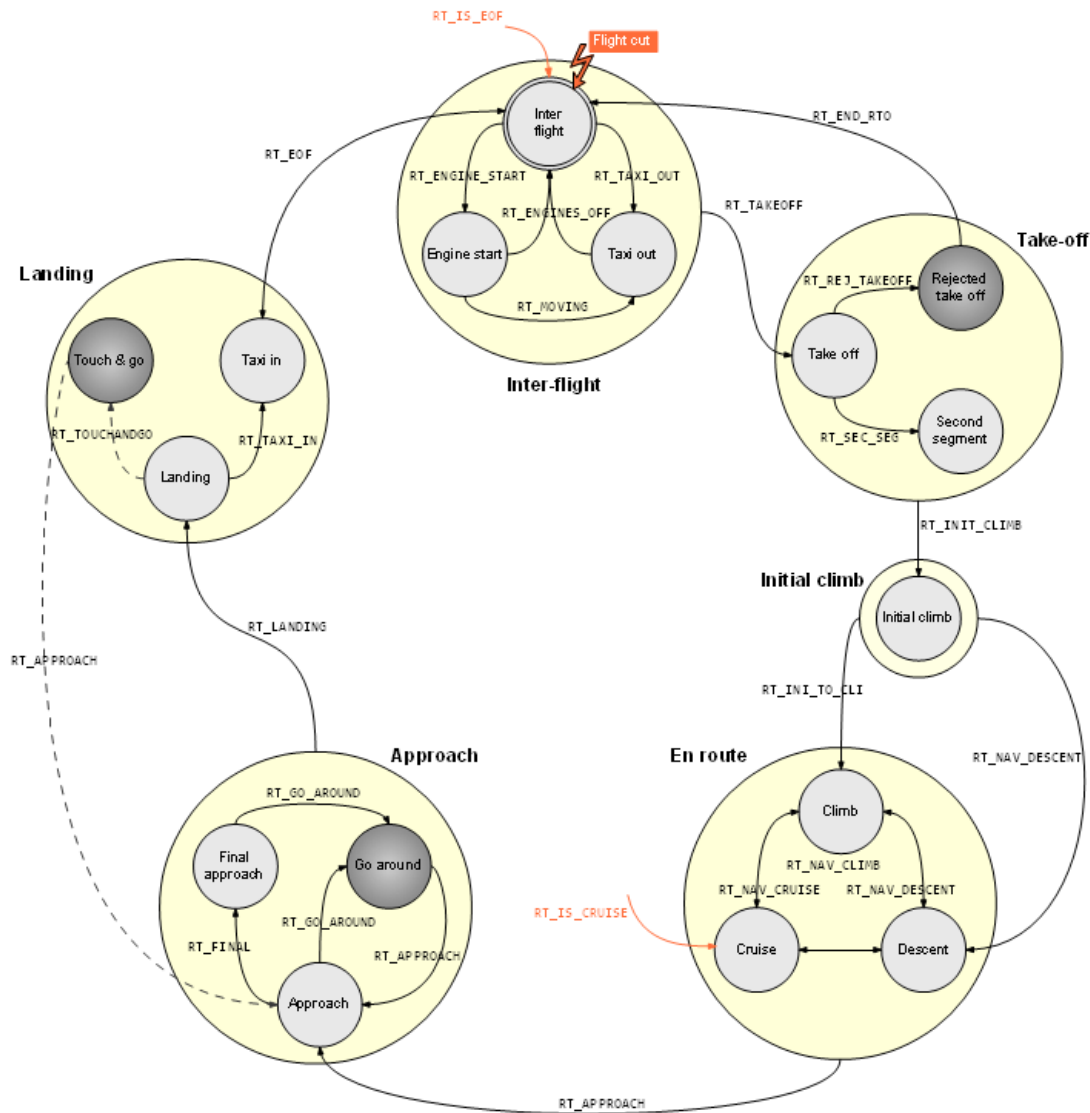 RT_IS_EOF
Flight cut
Inter
flight
RT_END_RTO
RT_EOF
RT_ENGINE_START
RT_TAXI_OUT
RT_ENGINES_OFF
RT_TAKEOFF
Engine start
Taxi out
RT_MOVING
Inter-flight
Take-off
Rejected
take off
RT_REJ_TAKEOFF
Take off
Second
segment
RT_SEC_SEG
Landing
Touch & go
Taxi in
RT_TOUCHANDGO
RT_TAXI_IN
Landing
RT_INIT_CLIMB
Initial climb
Initial climb
RT_LANDING
RT_APPROACH
RT_INI_TO_CLI
RT_NAV_DESCENT
Approach
RT_GO_AROUND
Final
approach
Go around
RT_GO_AROUND
RT_FINAL
RT_APPROACH
Approach
En route
Climb
RT_NAV_CLIMB
RT_NAV_CRUISE
RT_NAV_DESCENT
RT_IS_CRUISE
Cruise
Descent
RT_APPROACH